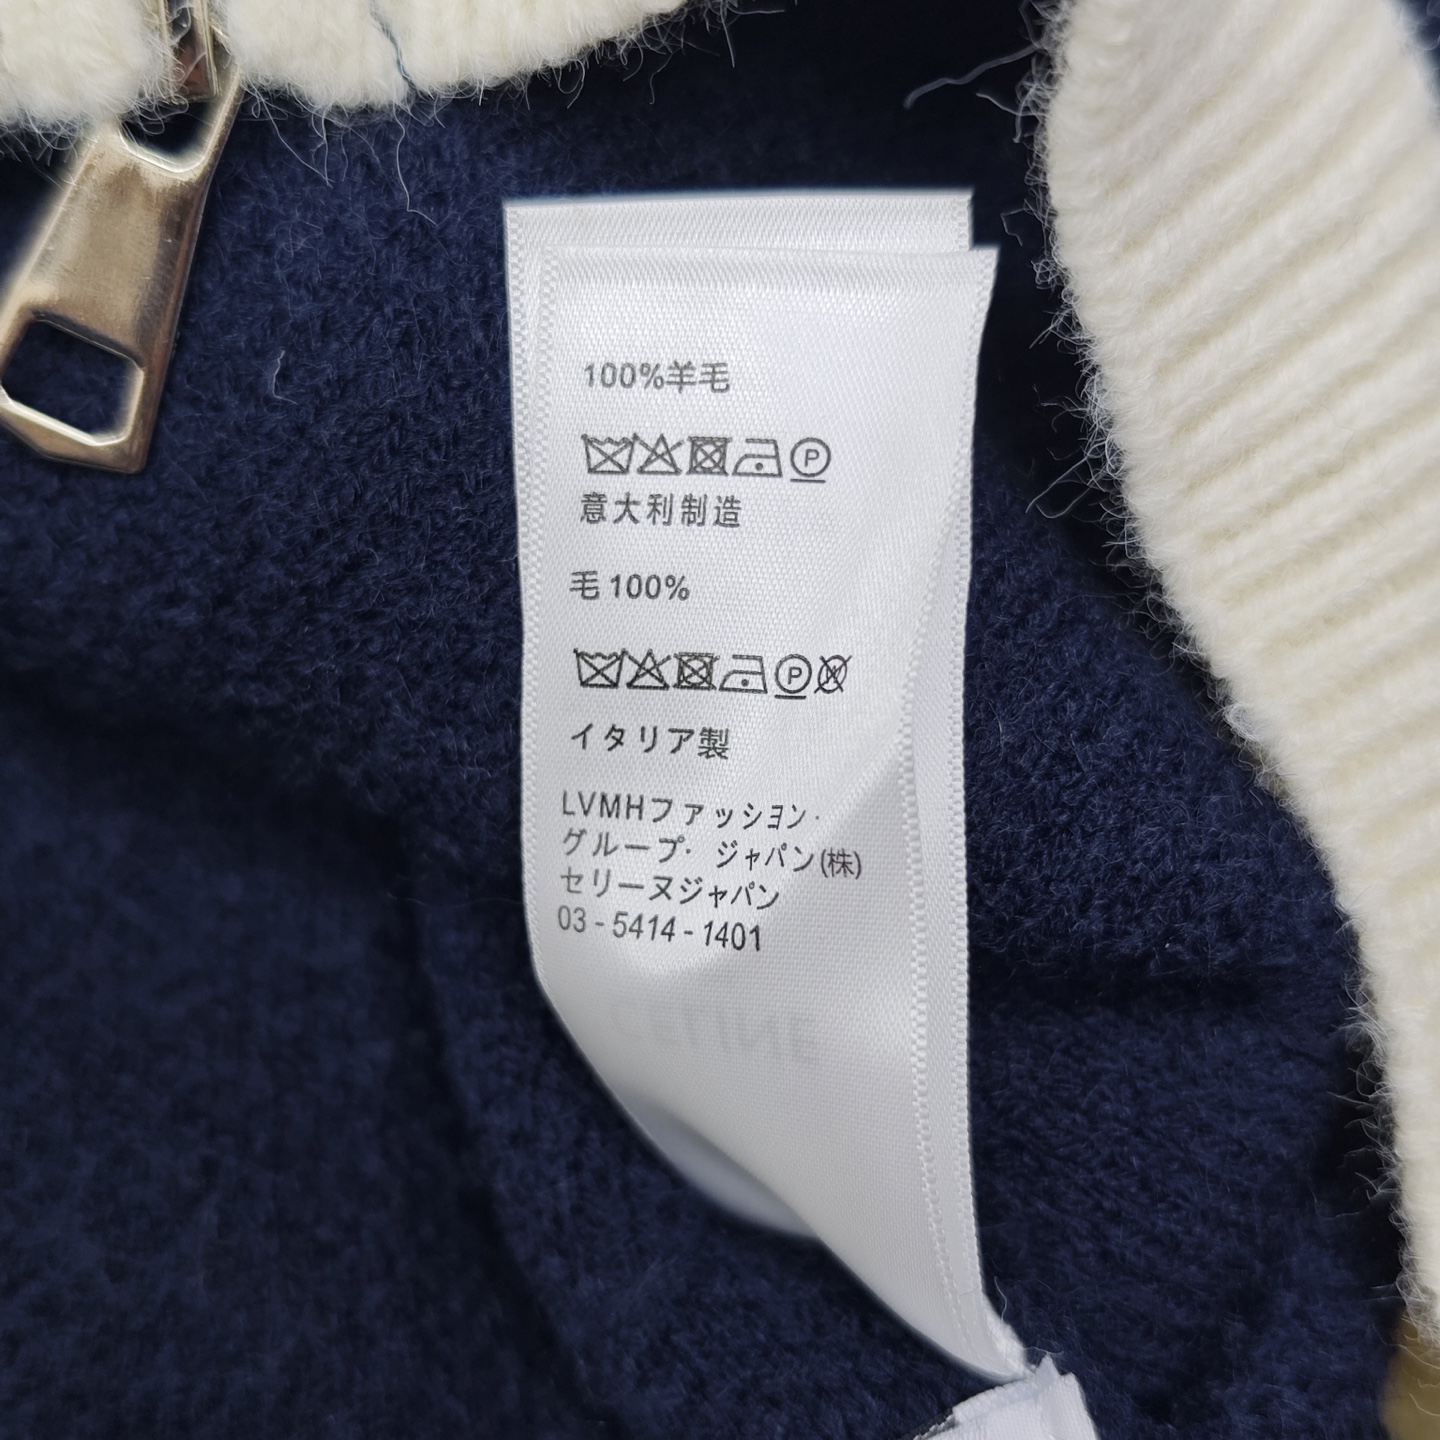 100%羊毛
P
意大利制造
毛 100%
P
イタリア製
LVMHファッション·
グループ· ジャパン(株)
セリーヌジャパン
03 - 5414 - 1401